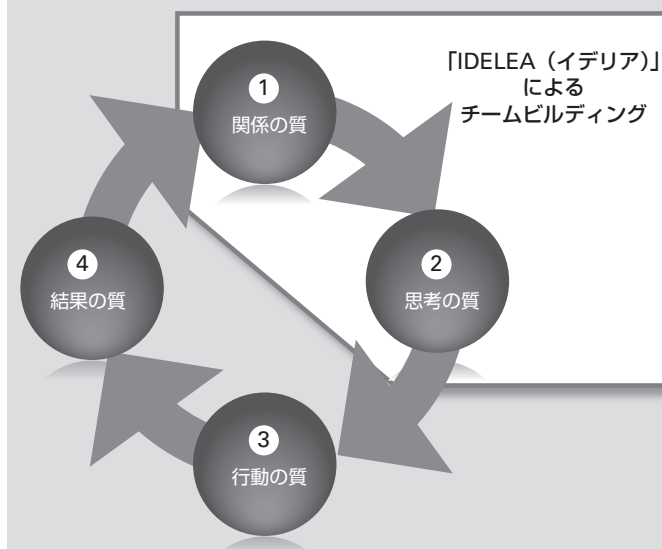 「IDELEA（イデリア）」
による
チームビルディング
1
関係の質
2
思考の質
3
行動の質
4
結果の質